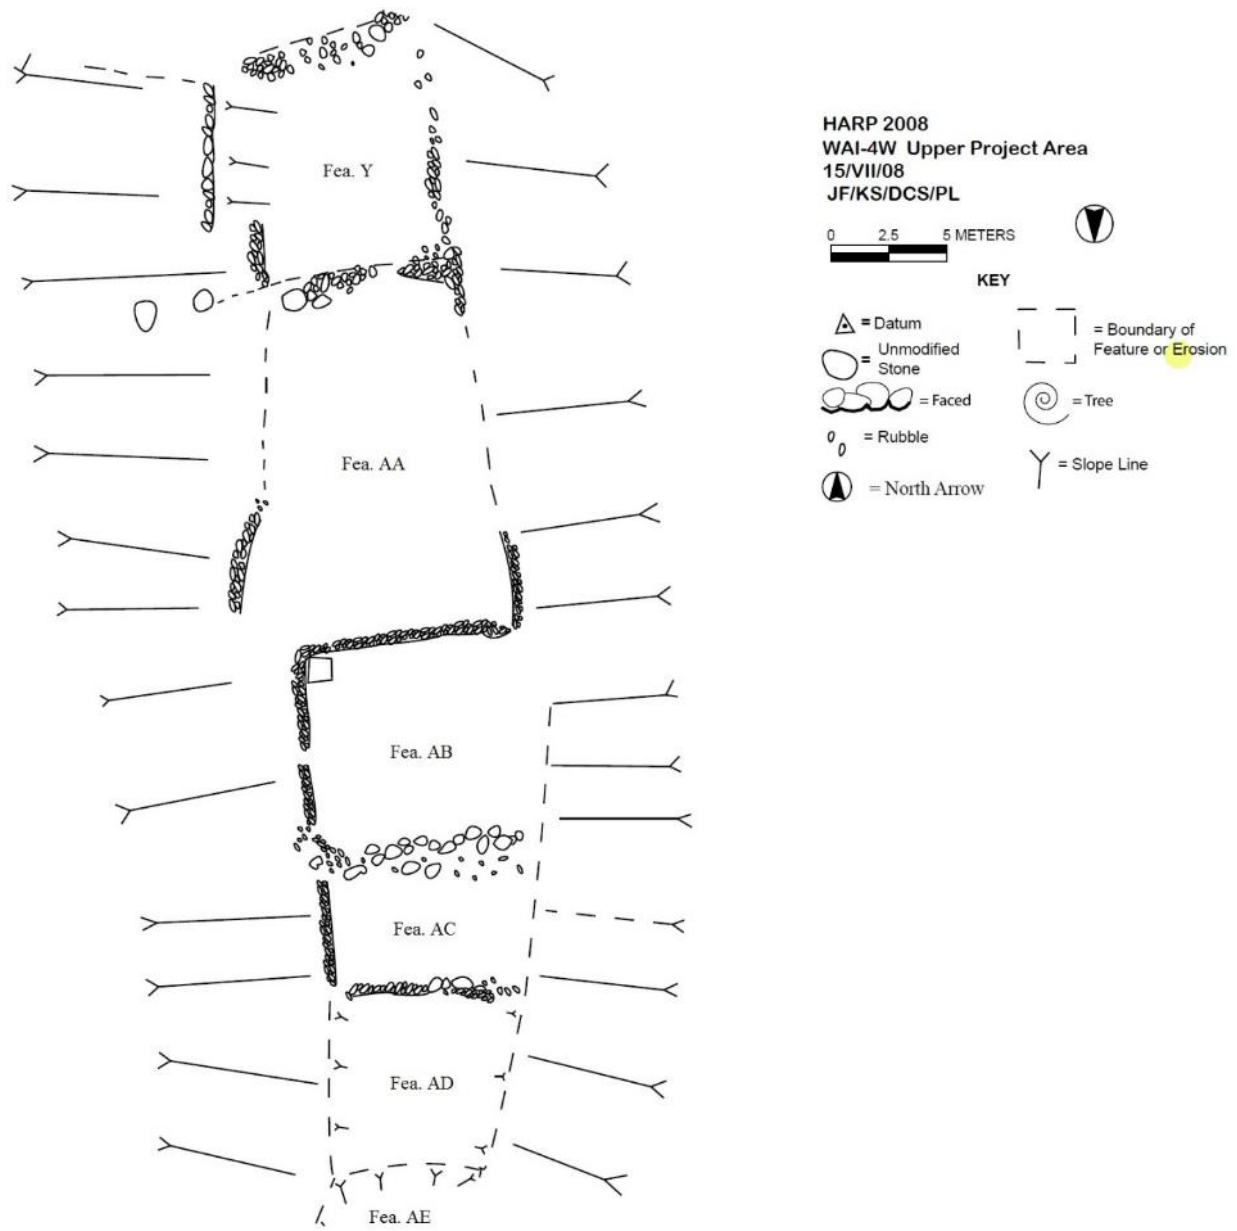 HARP 2008
WAI-4W Upper Project Area
15/VII/08
JF/KS/DCS/PL
0 2.5 5 METERS
KEY
= Datum
= Unmodified
Stone
= Faced
= Rubble
= North Arrow
= Boundary of
Feature or Erosion
= Tree
= Slope Line
Fea. Y
Fea. AA
Fea. AB
Fea. AC
Fea. AD
Fea. AE